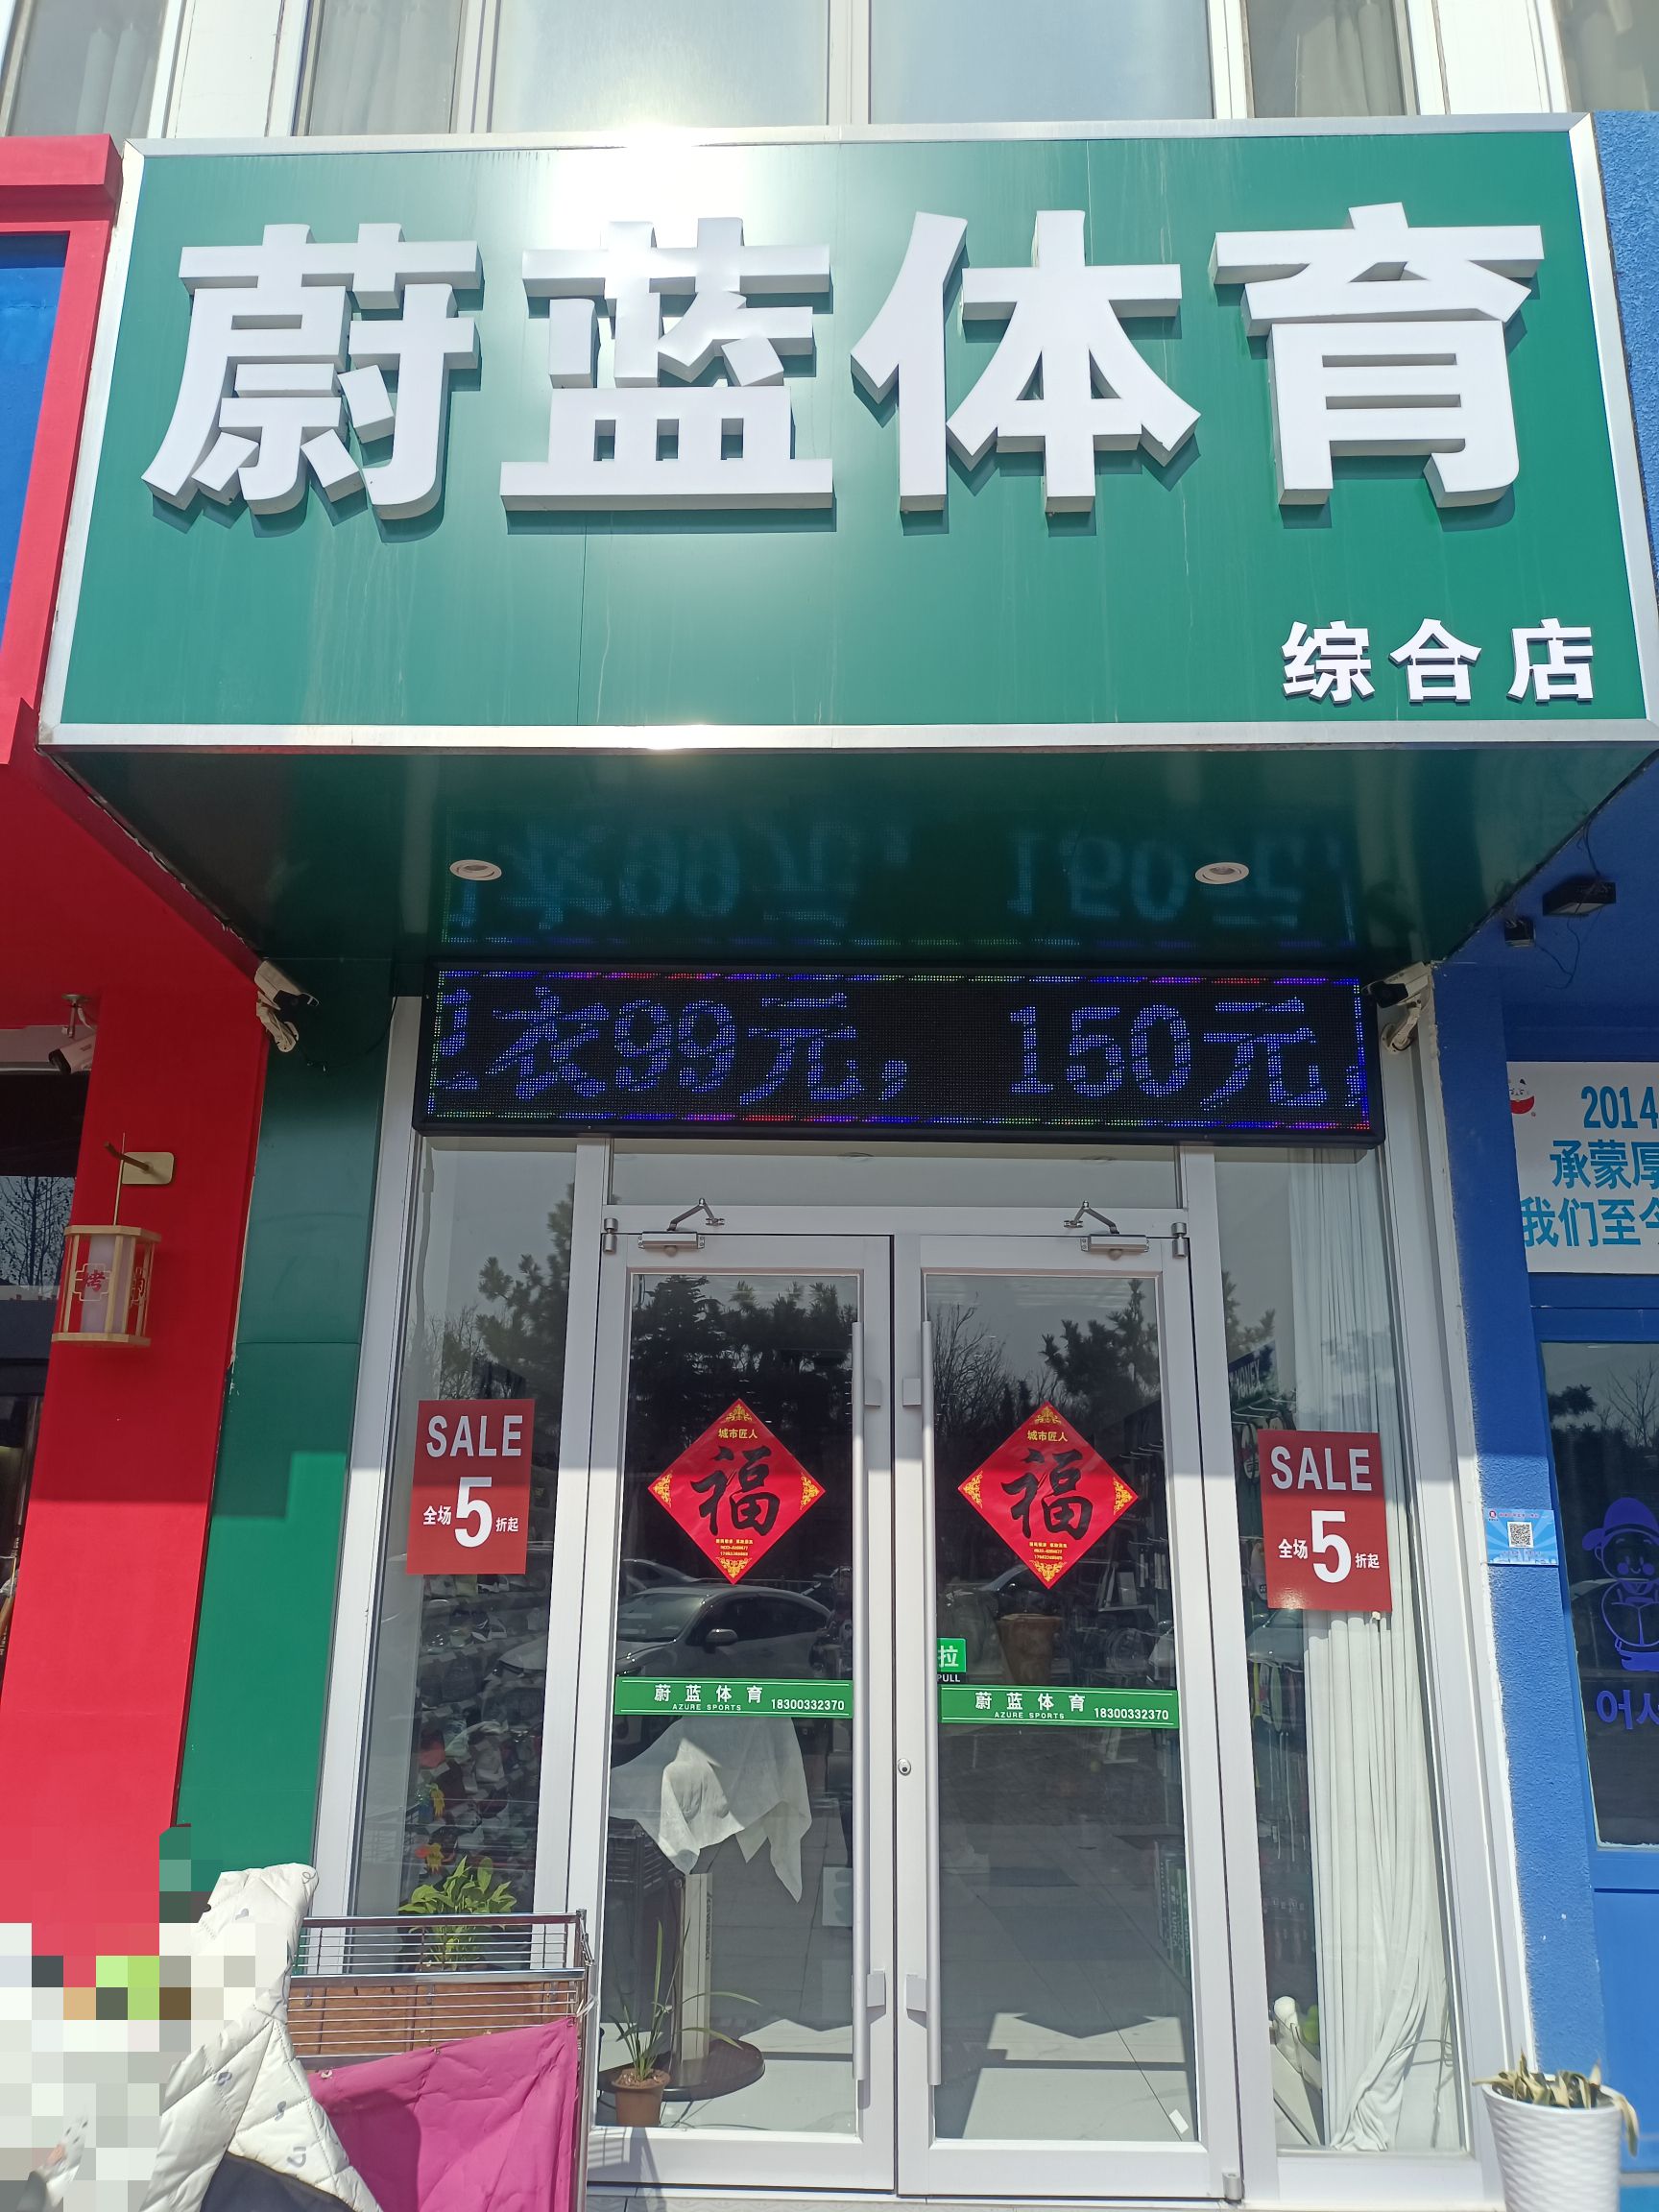 蔚蓝体育
综合店
衣99元， 150元
2014
承蒙厚
我们至今
烤
SALE
全场5折起
城市匠人
福
城市匠人
福
SALE
全场5折起
拉
PULL
蔚蓝体育 18300332370
AZURE SPORTS
蔚蓝体育 18300332370
AZURE SPORTS